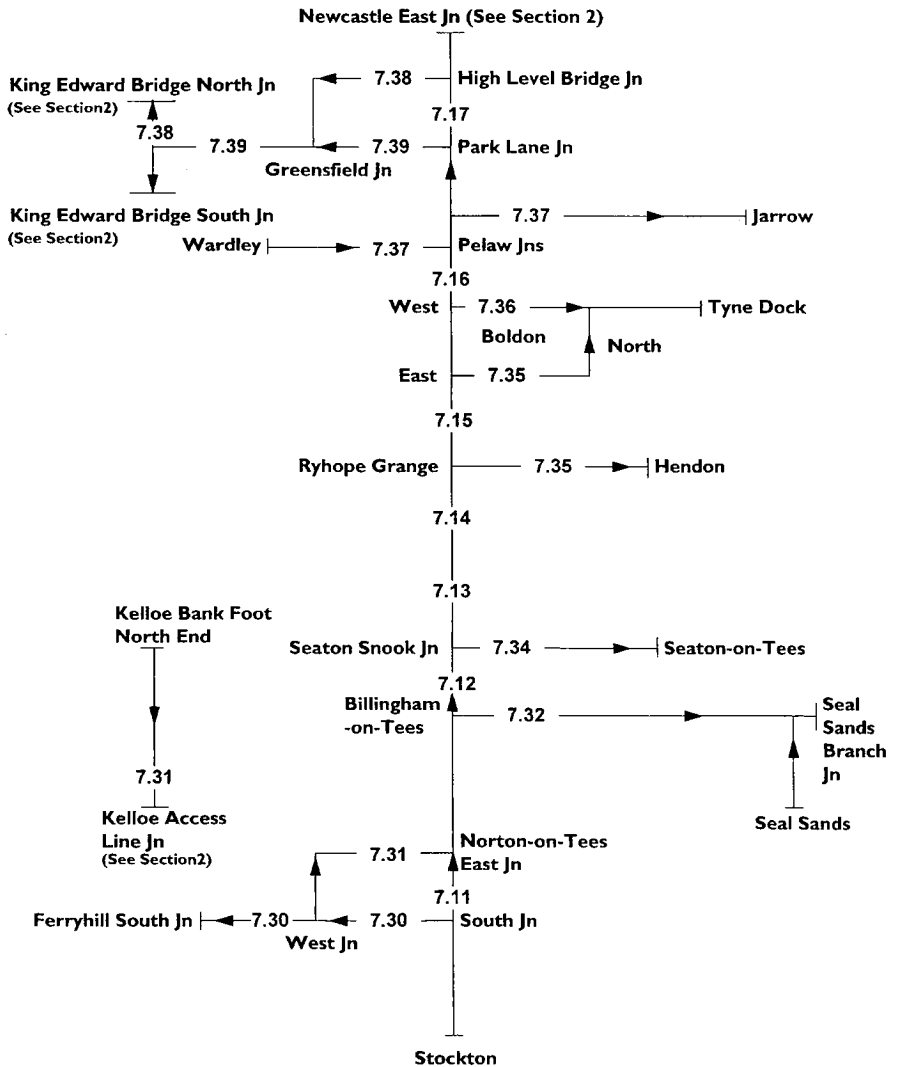 Newcastle East Jn (See Section 2)
King Edward Bridge North Jn
(See Section2)
7.38
High Level Bridge Jn
7.17
7.38
7.39
7.39
Park Lane Jn
Greensfield Jn
King Edward Bridge South Jn
(See Section2)
7.37
Jarrow
Wardley
7.37
Pelaw Jns
7.16
West
7.36
Tyne Dock
Boldon
North
East
7.35
7.15
Ryhope Grange
7.35
Hendon
7.14
7.13
Kelloe Bank Foot
North End
Seaton Snook Jn
7.34
Seaton-on-Tees
7.12
Billingham
-on-Tees
7.32
Seal
Sands
Branch
Jn
7.31
Kelloe Access
Line Jn
(See Section2)
Seal Sands
7.31
Norton-on-Tees
East Jn
7.11
Ferryhill South Jn
7.30
7.30
South Jn
West Jn
Stockton